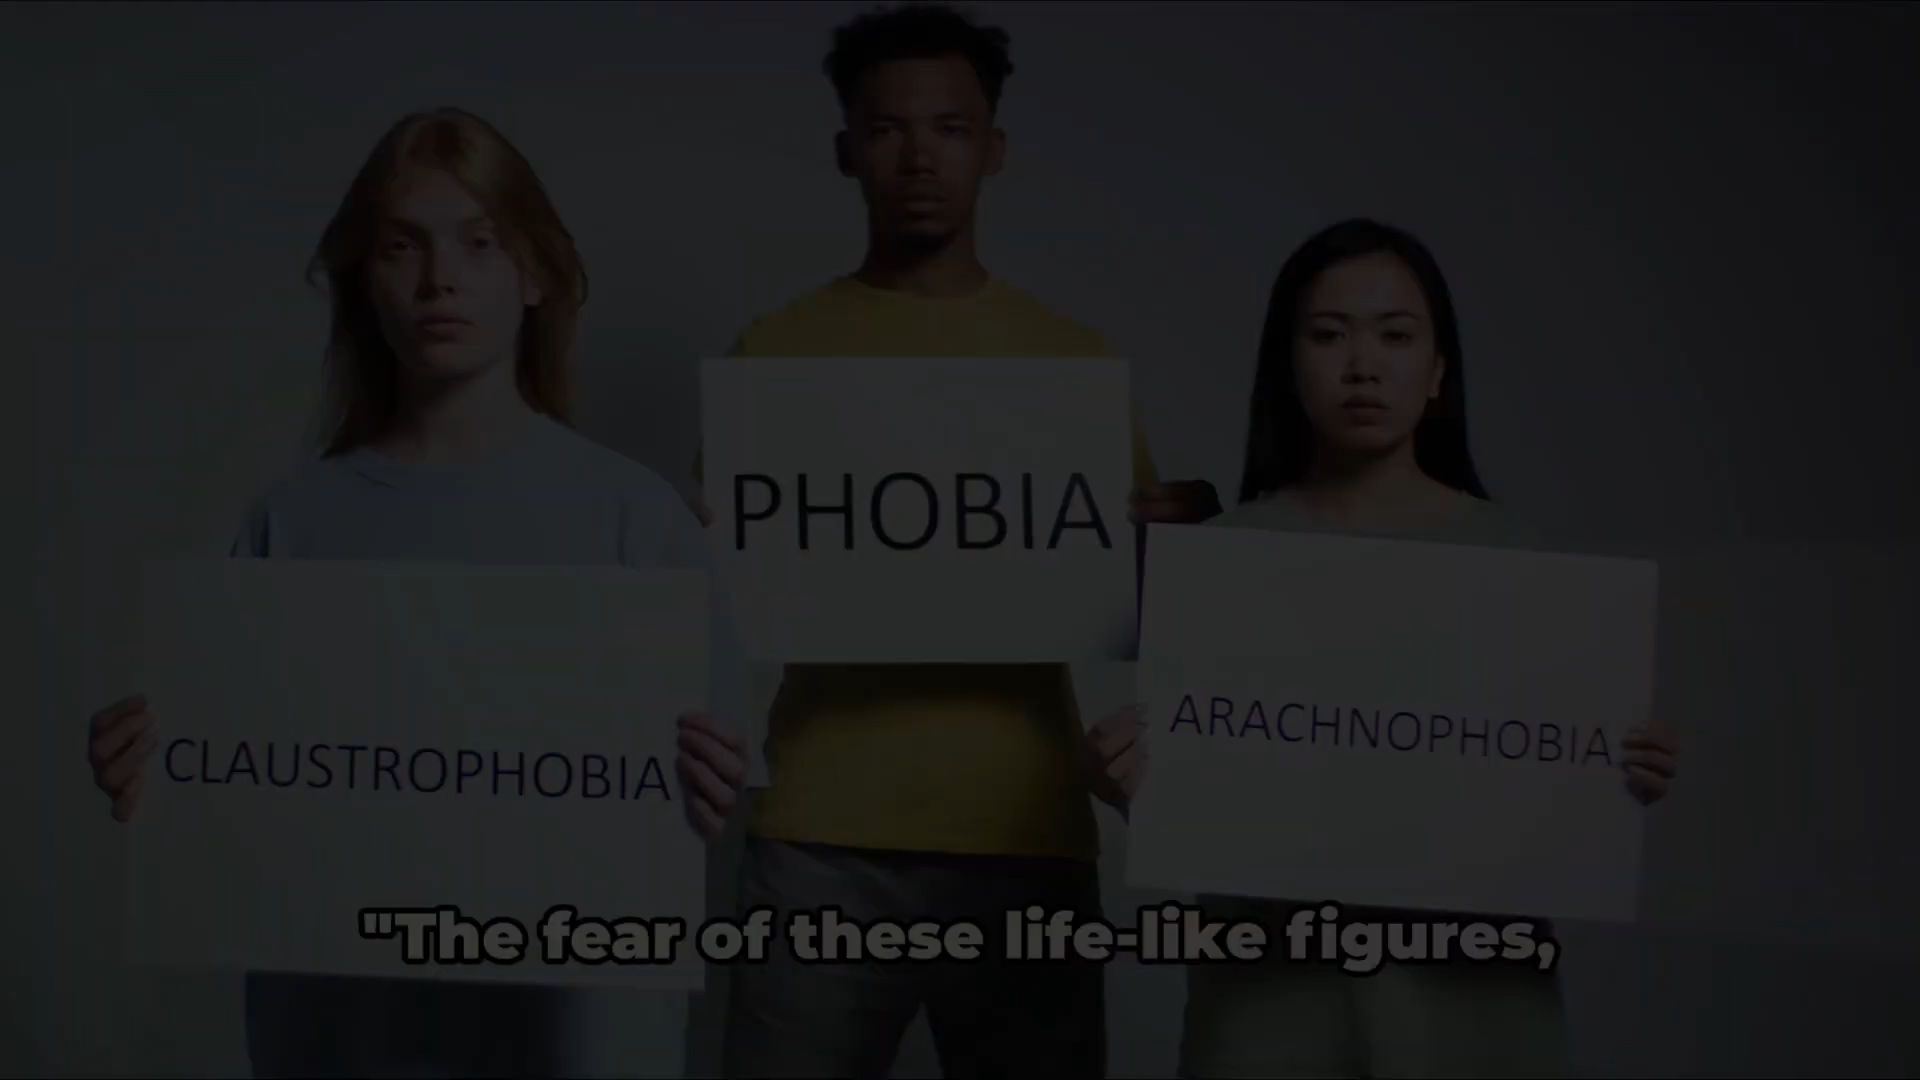 PHOBIA
CLAUSTROPHOBIA
ARACHNOPHOBIA
"The fear of these life-like figures,